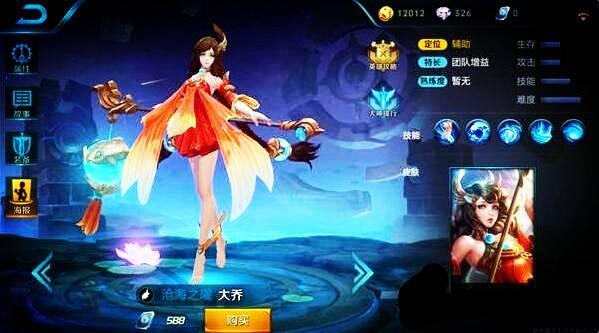 12012
326
0
属性
故事
装备
海报
英雄攻略
大神排行
定位 辅助
特长 团队增益
熟练度 暂无
生存
攻击
技能
难度
技能
皮肤
沧海之曜 大乔
588
购买